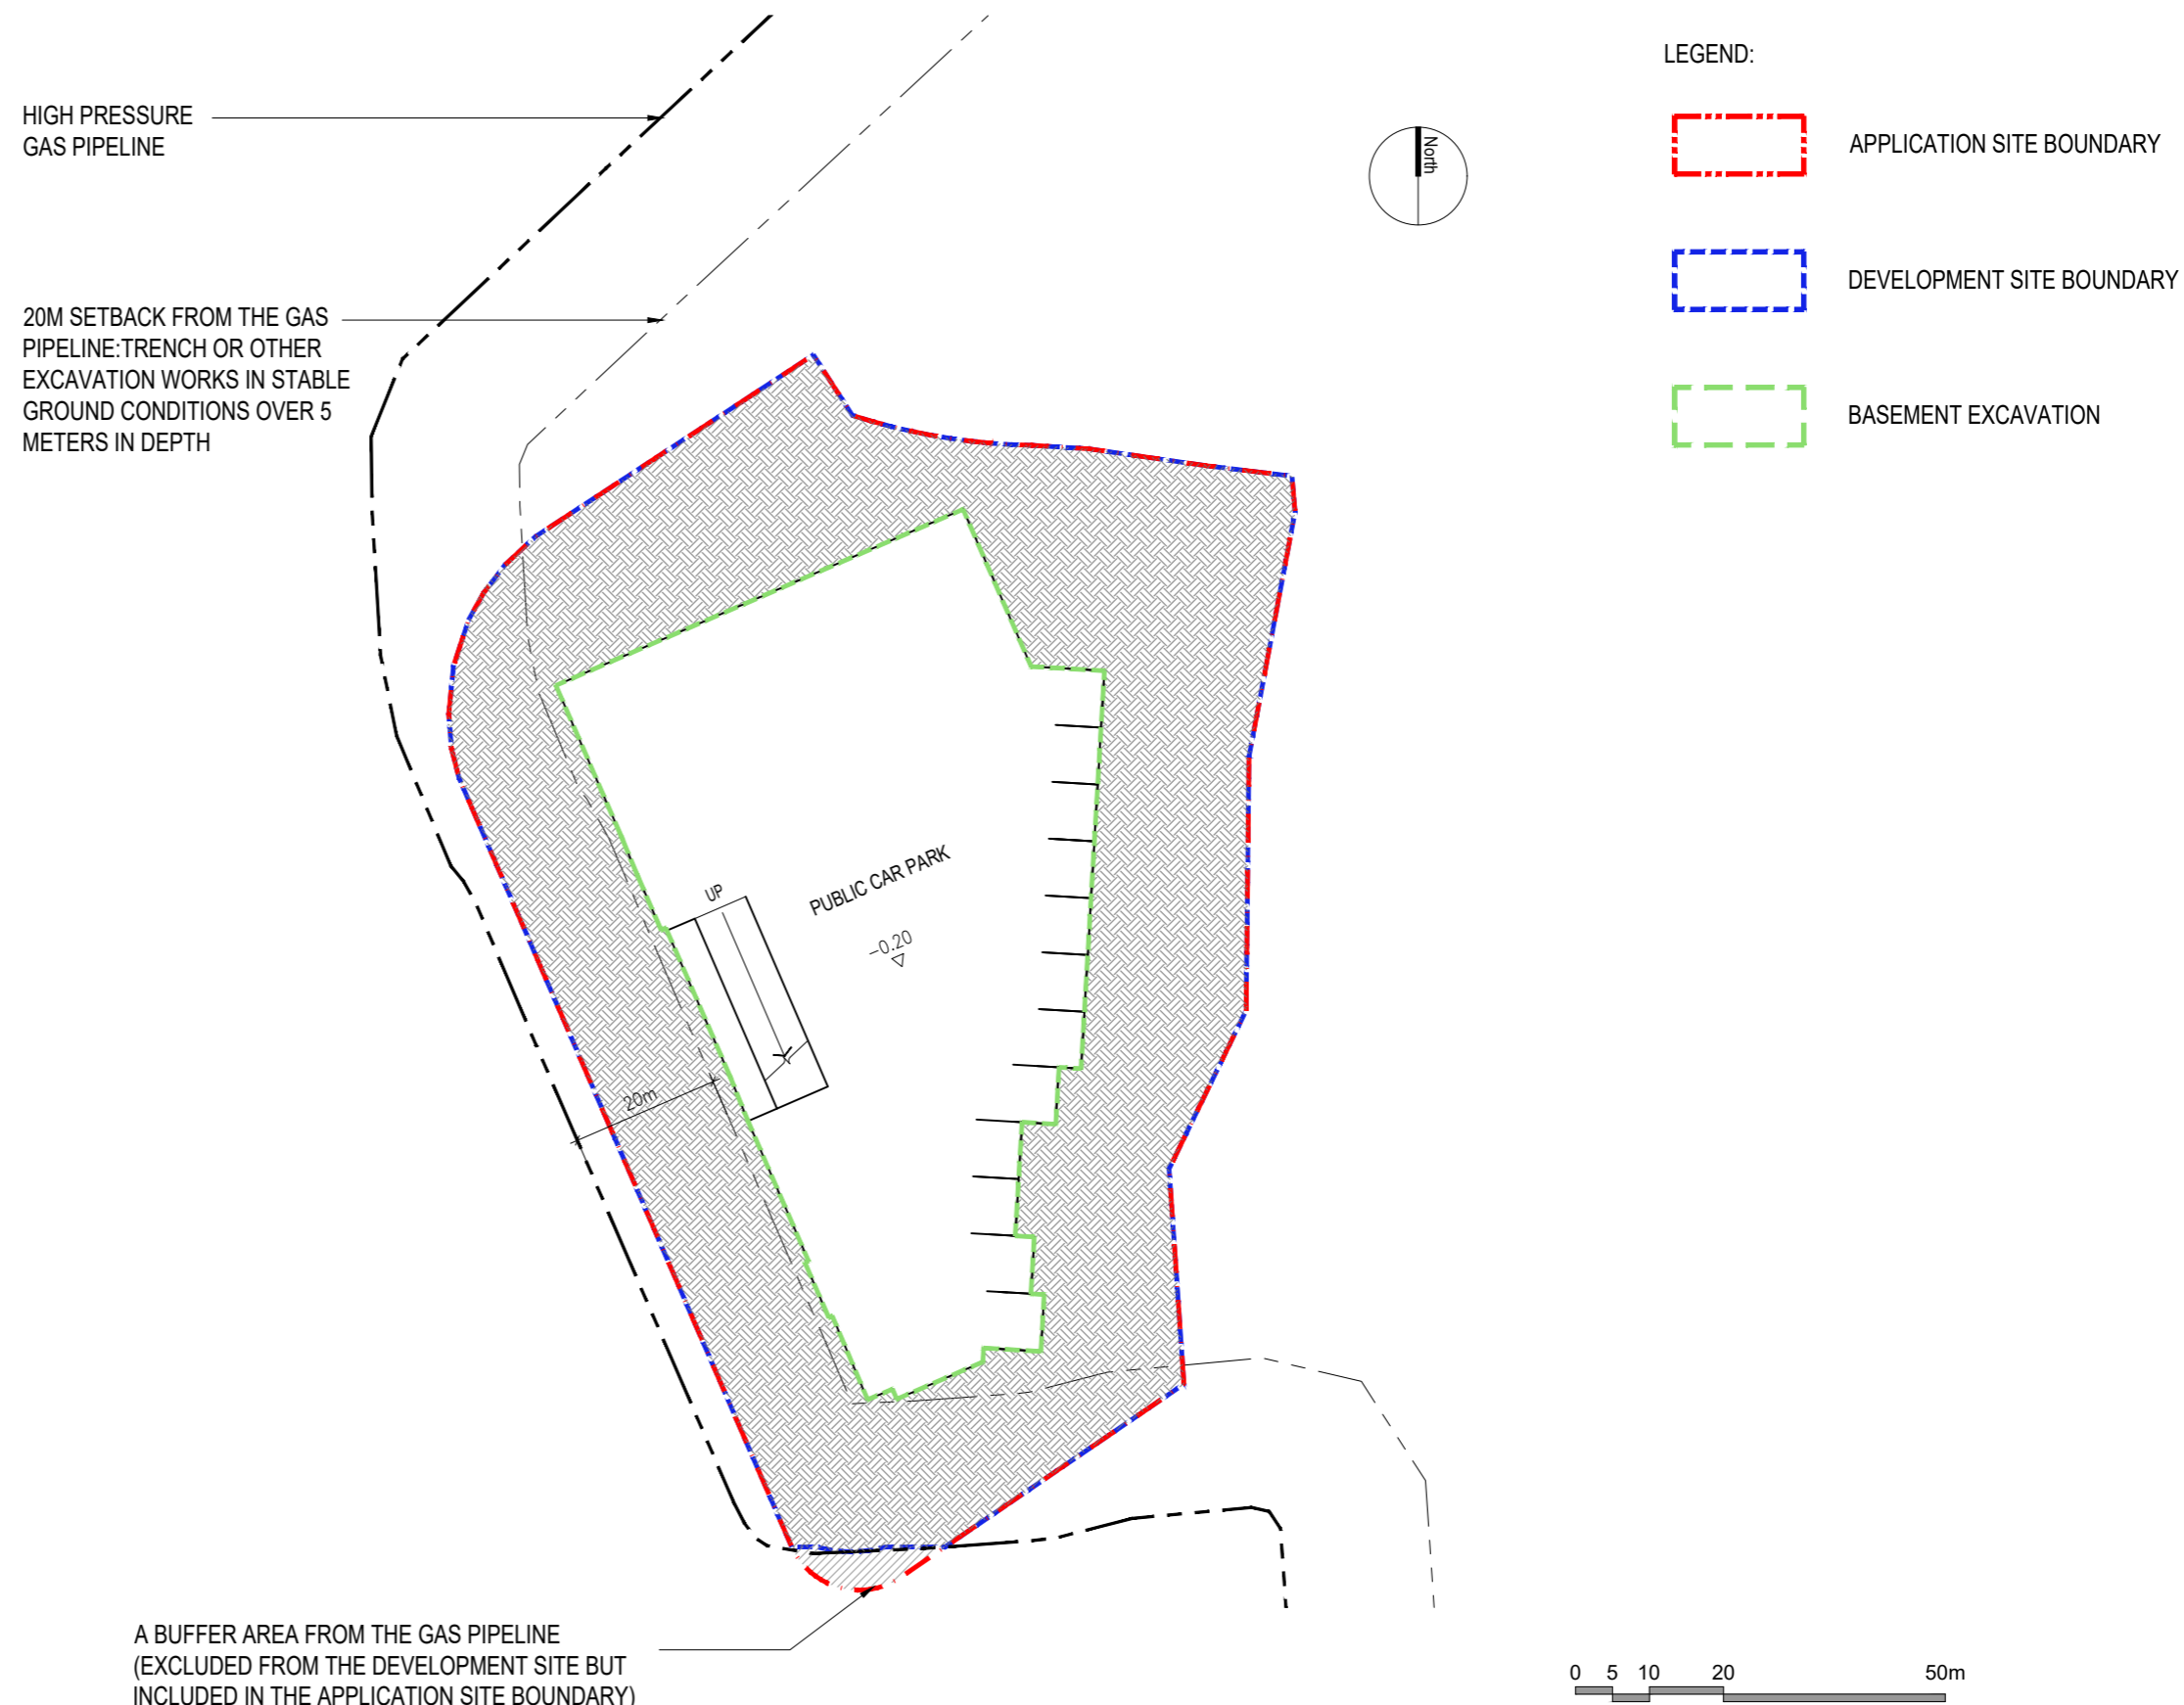 HIGH PRESSURE
GAS PIPELINE
20M SETBACK FROM THE GAS
PIPELINE:TRENCH OR OTHER
EXCAVATION WORKS IN STABLE
GROUND CONDITIONS OVER 5
METERS IN DEPTH
North
LEGEND:
APPLICATION SITE BOUNDARY
DEVELOPMENT SITE BOUNDARY
BASEMENT EXCAVATION
UP
PUBLIC CAR PARK
-0.20
20m
A BUFFER AREA FROM THE GAS PIPELINE
(EXCLUDED FROM THE DEVELOPMENT SITE BUT
INCLUDED IN THE APPLICATION SITE BOUNDARY)
0 5 10 20 50m